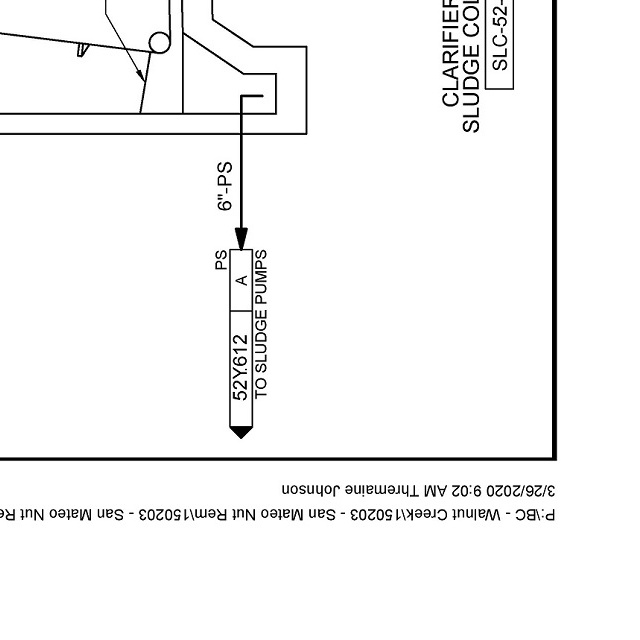 CLARIFIER
SLUDGE COL
SLC-52-
6"-PS
PS
A
52Y612
TO SLUDGE PUMPS
3/26/2020 9:02 AM Thremaine Johnson
P:\BC - Walnut Creek\150203 - San Mateo Nut Rem\150203 - San Mateo Nut Re